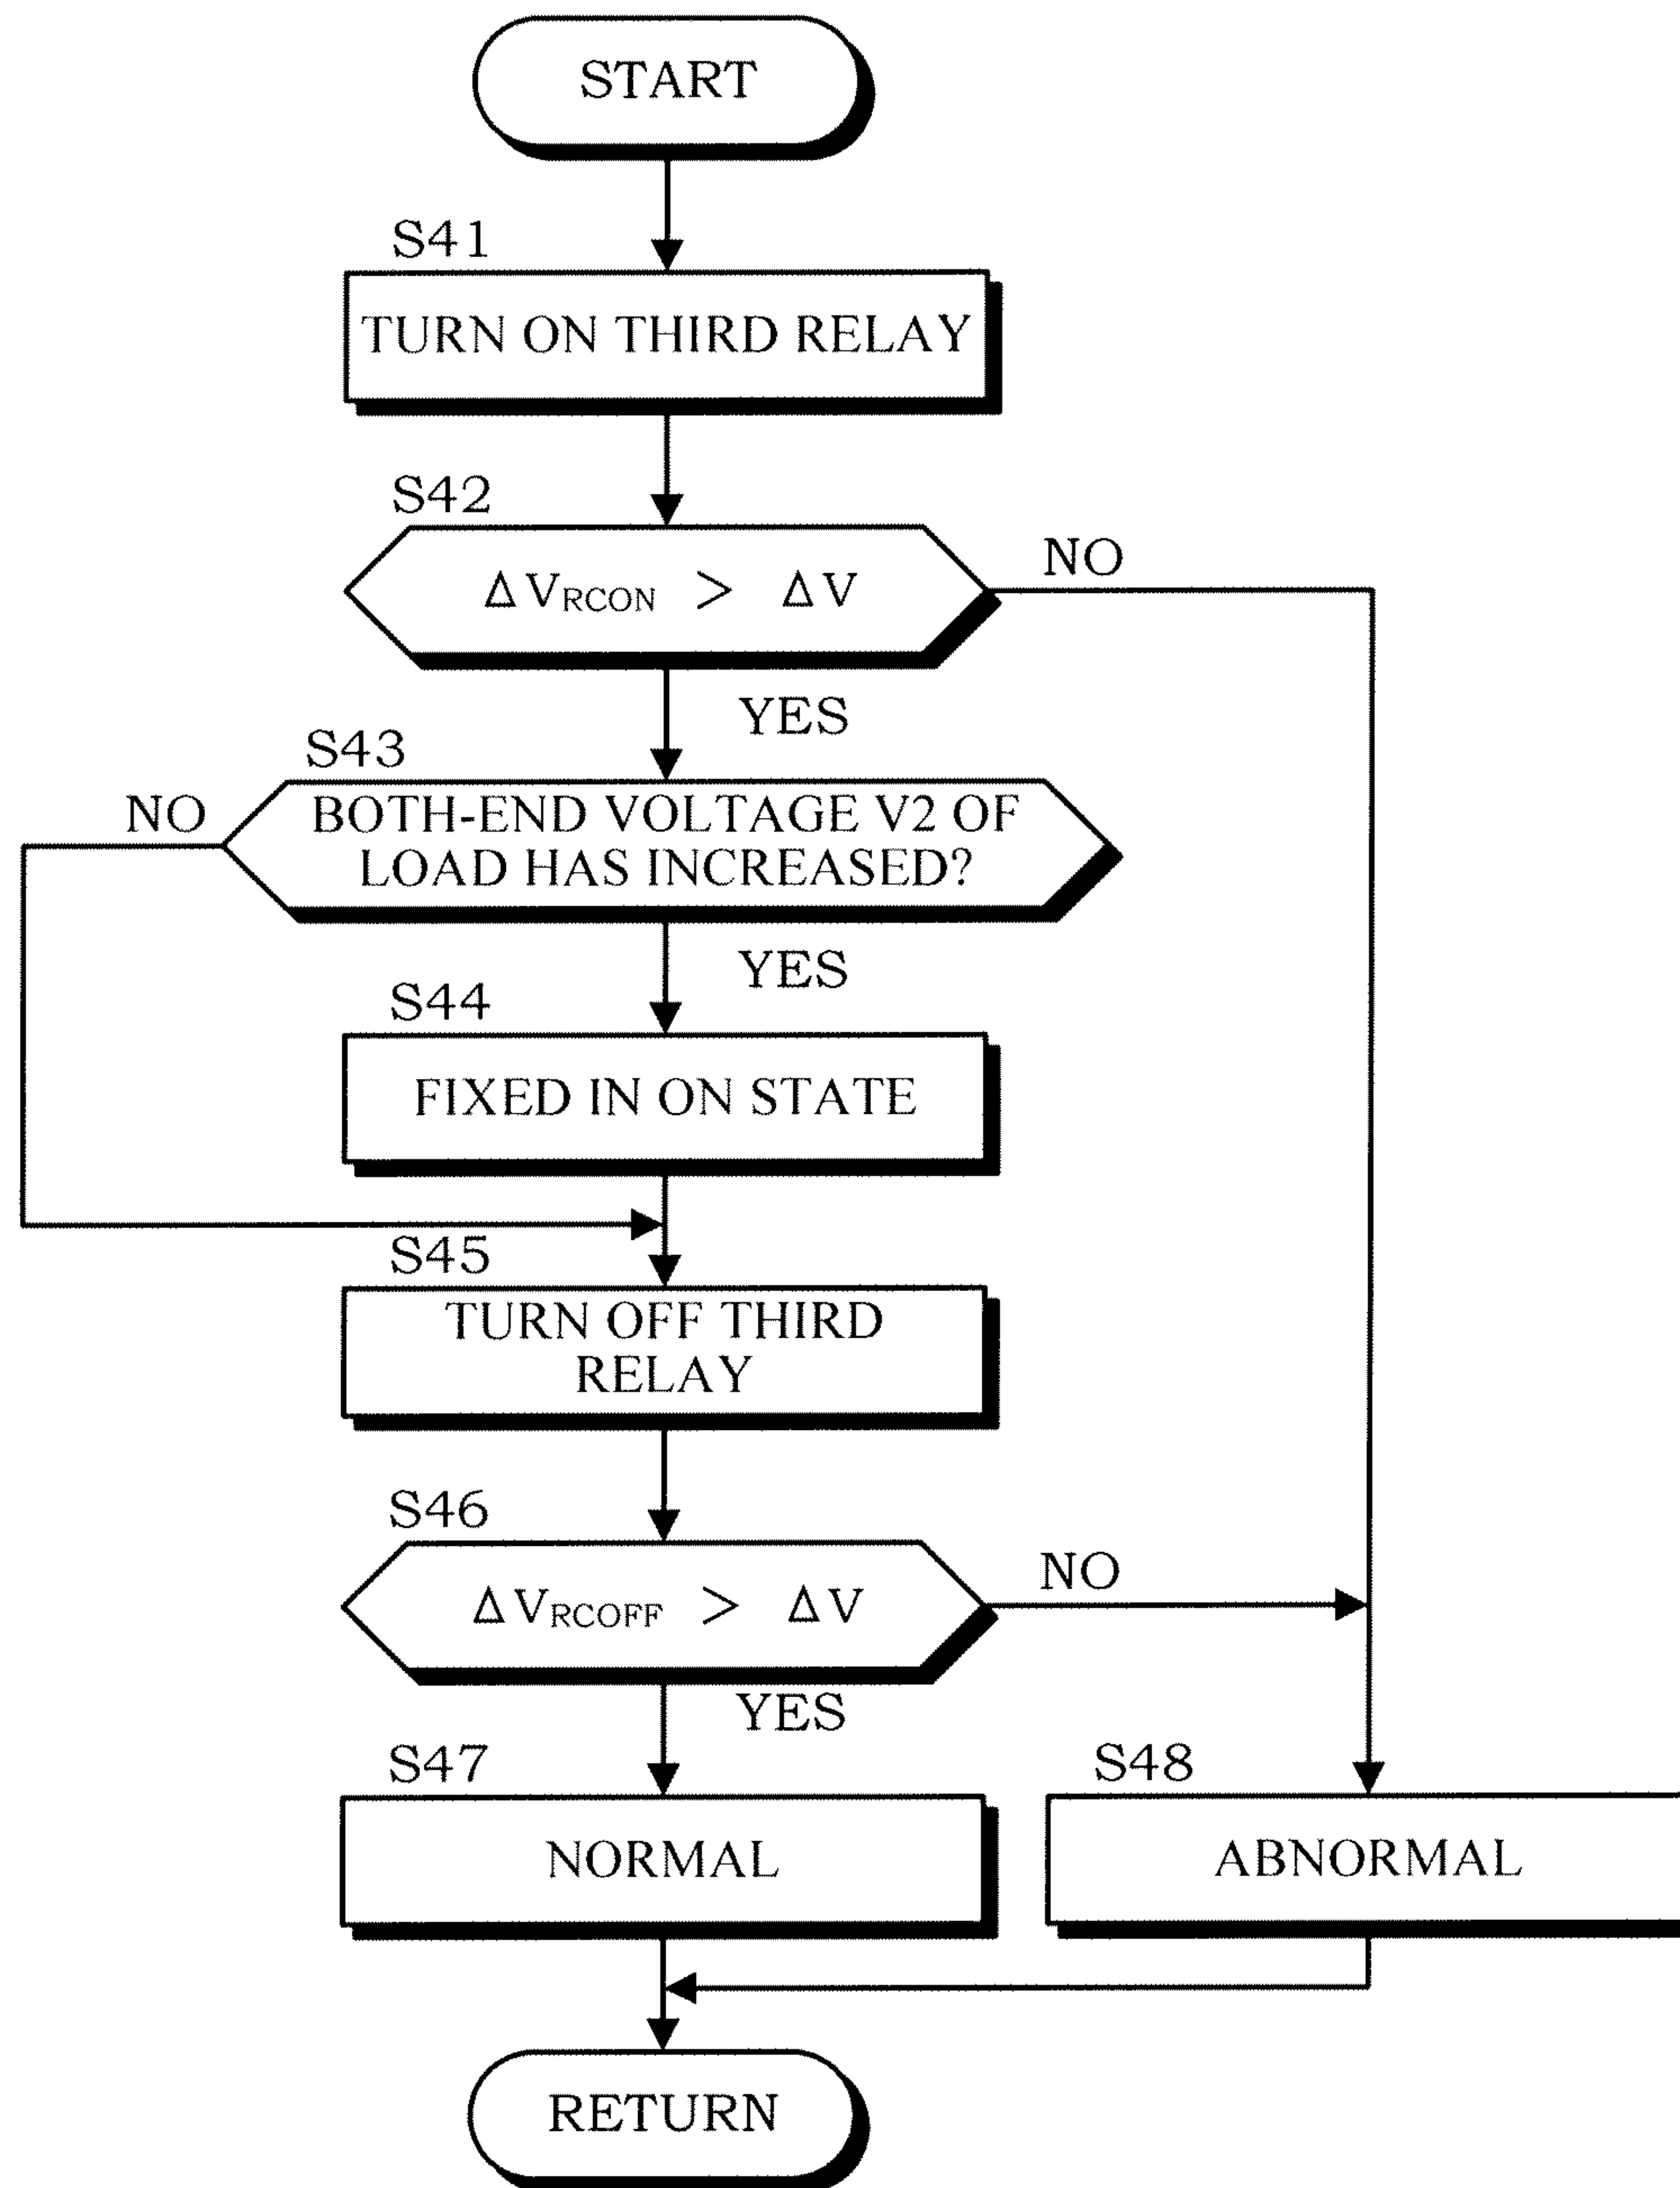 START
S41
TURN ON THIRD RELAY
S42
ΔVRCON > ΔV
NO
YES
S43
NO
BOTH-END VOLTAGE V2 OF
LOAD HAS INCREASED?
YES
S44
FIXED IN ON STATE
S45
TURN OFF THIRD
RELAY
S46
ΔVRCOFF > ΔV
NO
YES
S47
NORMAL
S48
ABNORMAL
RETURN